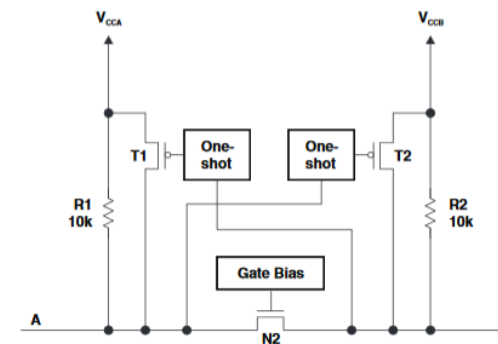 VCCA
VCCB
One-
shot
One-
shot
T1
T2
R1
10k
R2
10k
Gate Bias
A
N2